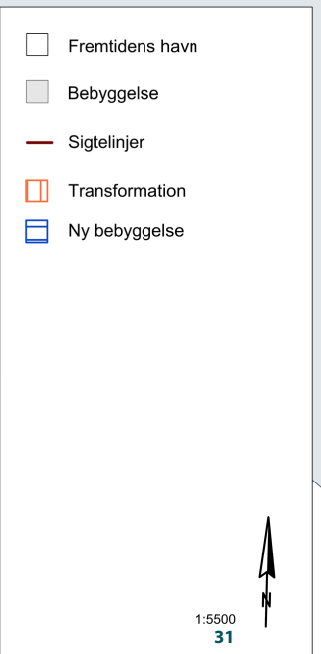 Fremtidens havn
Bebyggelse
Sigtelinjer
Transformation
Ny bebyggelse
N
1:5500
31